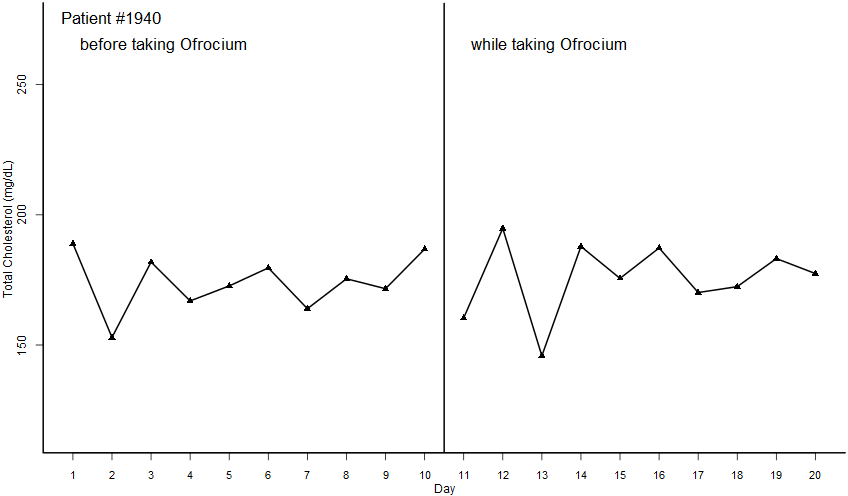 Patient #1940
before taking Ofrocium
while taking Ofrocium
Total Cholesterol (mg/dL)
250
200
150
1 2 3 4 5 6 7 8 9 10 11 12 13 14 15 16 17 18 19 20
Day